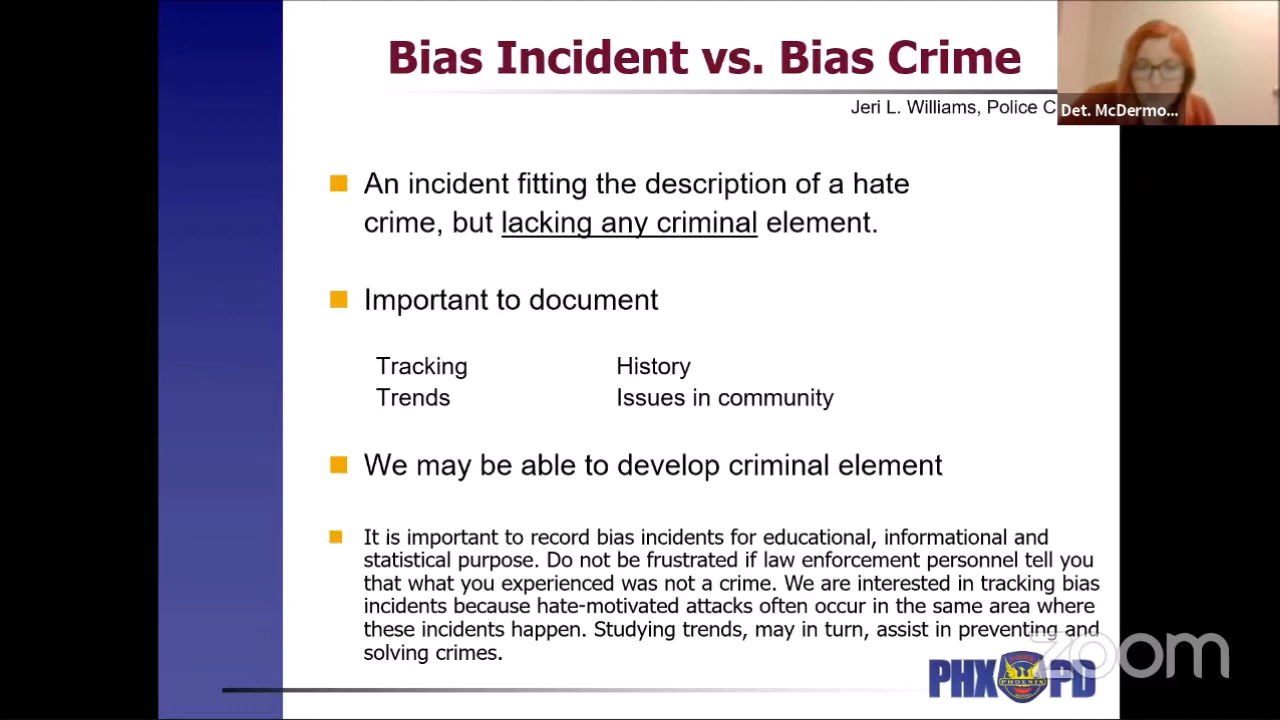 Bias Incident vs. Bias Crime
Jeri L. Williams, Police C
Det. McDermo...
An incident fitting the description of a hate
crime, but lacking any criminal element.
Important to document
Tracking History
Trends Issues in community
We may be able to develop criminal element
It is important to record bias incidents for educational, informational and
statistical purpose. Do not be frustrated if law enforcement personnel tell you
that what you experienced was not a crime. We are interested in tracking bias
incidents because hate-motivated attacks often occur in the same area where
these incidents happen. Studying trends, may in turn, assist in preventing and
solving crimes.
zoom
PHX PHOENIX PD